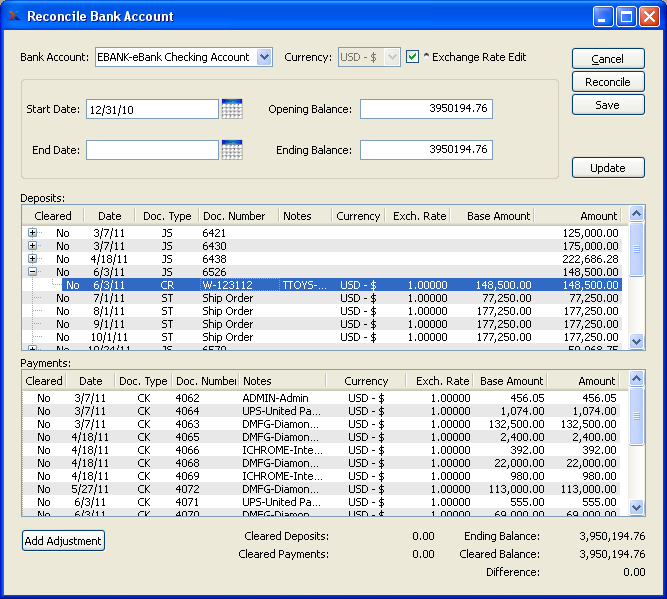 Reconcile Bank Account
Bank Account: EBANK-eBank Checking Account Currency: USD - $ ^ Exchange Rate Edit Cancel
Reconcile
Start Date: 12/31/10 Opening Balance: 3950194.76 Save
End Date: Ending Balance: 3950194.76
Update
Deposits:
Cleared Date Doc. Type Doc. Number Notes Currency Exch. Rate Base Amount Amount
No 3/7/11 JS 6421 125,000.00
No 3/7/11 JS 6430 175,000.00
No 4/18/11 JS 6438 222,686.28
No 6/3/11 JS 6526 148,500.00
No 6/3/11 CR W-123112 TTOYS-... USD - $ 1.00000 148,500.00 148,500.00
No 7/1/11 ST Ship Order USD - $ 1.00000 77,250.00 77,250.00
No 8/1/11 ST Ship Order USD - $ 1.00000 77,250.00 77,250.00
No 9/1/11 ST Ship Order USD - $ 1.00000 77,250.00 77,250.00
No 10/1/11 ST Ship Order USD - $ 1.00000 177,250.00 177,250.00
No 10/24/11 JS 6570 50,068.75
Payments:
Cleared Date Doc. Type Doc. Number Notes Currency Exch. Rate Base Amount Amount
No 3/7/11 CK 4062 ADMIN-Admin USD - $ 1.00000 456.05 456.05
No 3/7/11 CK 4064 UPS-United Pa... USD - $ 1.00000 1,074.00 1,074.00
No 3/7/11 CK 4063 DMFG-Diamon... USD - $ 1.00000 132,500.00 132,500.00
No 4/18/11 CK 4065 DMFG-Diamon... USD - $ 1.00000 2,400.00 2,400.00
No 4/18/11 CK 4066 ICHROME-Inte... USD - $ 1.00000 392.00 392.00
No 4/18/11 CK 4068 DMFG-Diamon... USD - $ 1.00000 22,000.00 22,000.00
No 4/18/11 CK 4069 ICHROME-Inte... USD - $ 1.00000 980.00 980.00
No 5/27/11 CK 4072 DMFG-Diamon... USD - $ 1.00000 113,000.00 113,000.00
No 6/3/11 CK 4071 UPS-United Pa... USD - $ 1.00000 555.00 555.00
No 6/3/11 CK 4070 DMFG-Diamon... USD - $ 1.00000 69,000.00 69,000.00
Add Adjustment Cleared Deposits: 0.00 Ending Balance: 3,950,194.76
Cleared Payments: 0.00 Cleared Balance: 3,950,194.76
Difference: 0.00